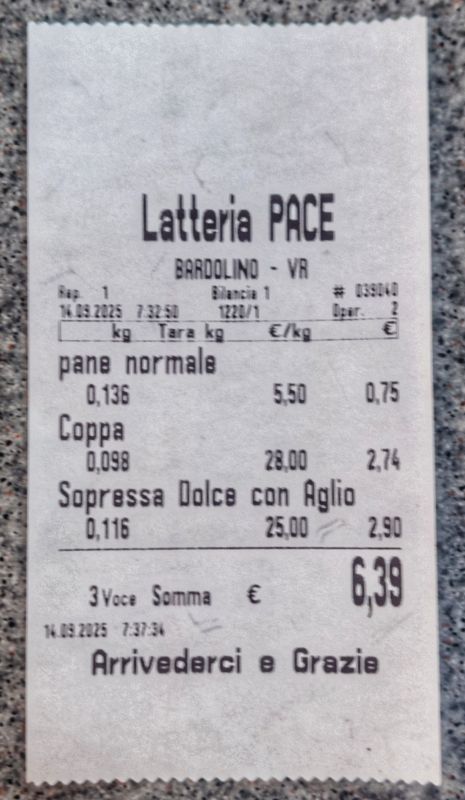 Latteria PACE
BARDOLINO - VR
Rep. 1 Bilancia 1 # 039040
14.09.2025 7:32:50 1220/1 Oper. 2
kg Tara kg €/kg €
pane normale
0,136 5,50 0,75
Coppa
0,098 28,00 2,74
Sopressa Dolce con Aglio
0,116 25,00 2,90
3 Voce Somma € 6,39
14.09.2025 7:37:34
Arrivederci e Grazie